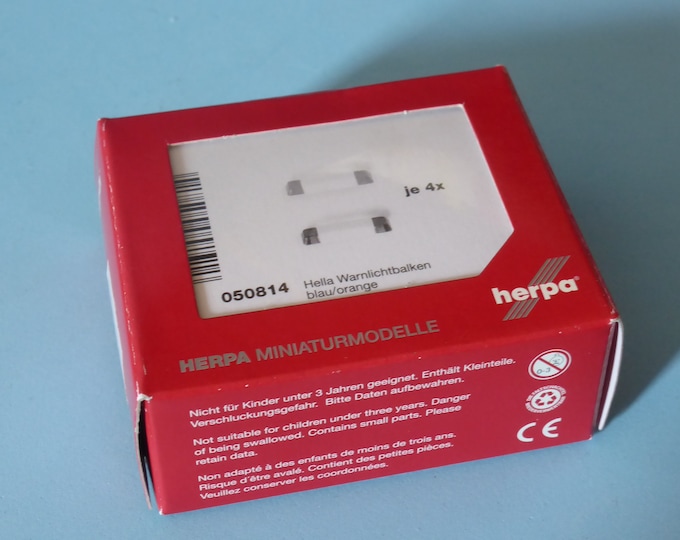 je 4x
050814 Hella Warnlichtbalken
blau/orange
herpa
HERPA MINIATURMODELLE
Nicht für Kinder unter 3 Jahren geeignet. Enthält Kleinteile.
Verschluckungsgefahr. Bitte Daten aufbewahren.
Not suitable for children under three years. Danger
of being swallowed. Contains small parts. Please
retain data.
Non adapté à des enfants de moins de trois ans.
Risque d'être avalé. Contient des petites pièces.
Veuillez conserver les coordonnées.
0-3
CE